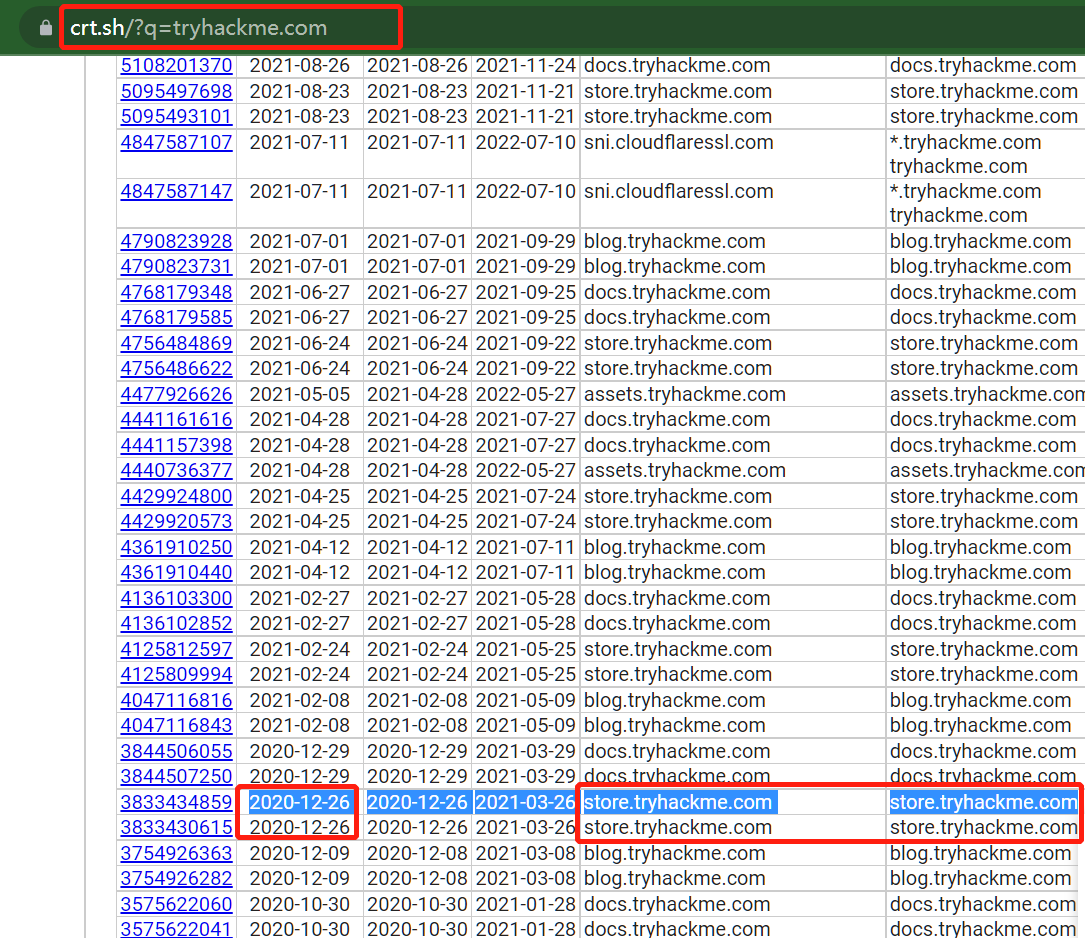 crt.sh/?q=tryhackme.com
5108201370 2021-08-26 2021-08-26 2021-11-24 docs.tryhackme.com docs.tryhackme.com
5095497698 2021-08-23 2021-08-23 2021-11-21 store.tryhackme.com store.tryhackme.com
5095493101 2021-08-23 2021-08-23 2021-11-21 store.tryhackme.com store.tryhackme.com
4847587107 2021-07-11 2021-07-11 2022-07-10 sni.cloudflaressl.com *.tryhackme.com
tryhackme.com
4847587147 2021-07-11 2021-07-11 2022-07-10 sni.cloudflaressl.com *.tryhackme.com
tryhackme.com
4790823928 2021-07-01 2021-07-01 2021-09-29 blog.tryhackme.com blog.tryhackme.com
4790823731 2021-07-01 2021-07-01 2021-09-29 blog.tryhackme.com blog.tryhackme.com
4768179348 2021-06-27 2021-06-27 2021-09-25 docs.tryhackme.com docs.tryhackme.com
4768179585 2021-06-27 2021-06-27 2021-09-25 docs.tryhackme.com docs.tryhackme.com
4756484869 2021-06-24 2021-06-24 2021-09-22 store.tryhackme.com store.tryhackme.com
4756486622 2021-06-24 2021-06-24 2021-09-22 store.tryhackme.com store.tryhackme.com
4477926626 2021-05-05 2021-04-28 2022-05-27 assets.tryhackme.com assets.tryhackme.com
4441161616 2021-04-28 2021-04-28 2021-07-27 docs.tryhackme.com docs.tryhackme.com
4441157398 2021-04-28 2021-04-28 2021-07-27 docs.tryhackme.com docs.tryhackme.com
4440736377 2021-04-28 2021-04-28 2022-05-27 assets.tryhackme.com assets.tryhackme.com
4429924800 2021-04-25 2021-04-25 2021-07-24 store.tryhackme.com store.tryhackme.com
4429920573 2021-04-25 2021-04-25 2021-07-24 store.tryhackme.com store.tryhackme.com
4361910250 2021-04-12 2021-04-12 2021-07-11 blog.tryhackme.com blog.tryhackme.com
4361910440 2021-04-12 2021-04-12 2021-07-11 blog.tryhackme.com blog.tryhackme.com
4136103300 2021-02-27 2021-02-27 2021-05-28 docs.tryhackme.com docs.tryhackme.com
4136102852 2021-02-27 2021-02-27 2021-05-28 docs.tryhackme.com docs.tryhackme.com
4125812597 2021-02-24 2021-02-24 2021-05-25 store.tryhackme.com store.tryhackme.com
4125809994 2021-02-24 2021-02-24 2021-05-25 store.tryhackme.com store.tryhackme.com
4047116816 2021-02-08 2021-02-08 2021-05-09 blog.tryhackme.com blog.tryhackme.com
4047116843 2021-02-08 2021-02-08 2021-05-09 blog.tryhackme.com blog.tryhackme.com
3844506055 2020-12-29 2020-12-29 2021-03-29 docs.tryhackme.com docs.tryhackme.com
3844507250 2020-12-29 2020-12-29 2021-03-29 docs.tryhackme.com docs.tryhackme.com
3833434859 2020-12-26 2020-12-26 2021-03-26 store.tryhackme.com store.tryhackme.com
3833430615 2020-12-26 2020-12-26 2021-03-26 store.tryhackme.com store.tryhackme.com
3754926363 2020-12-09 2020-12-08 2021-03-08 blog.tryhackme.com blog.tryhackme.com
3754926282 2020-12-09 2020-12-08 2021-03-08 blog.tryhackme.com blog.tryhackme.com
3575622060 2020-10-30 2020-10-30 2021-01-28 docs.tryhackme.com docs.tryhackme.com
3575622041 2020-10-30 2020-10-30 2021-01-28 docs.tryhackme.com docs.tryhackme.com